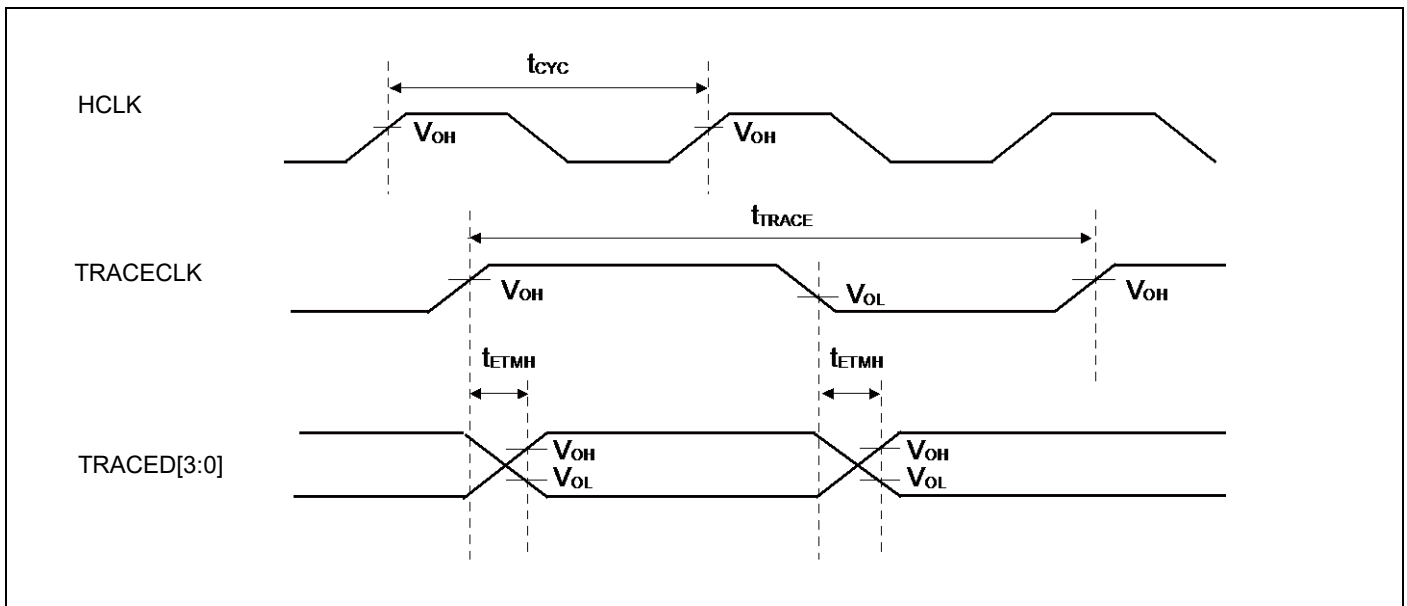 tCYC
HCLK
VOH VOH
tTRACE
TRACECLK
VOH VOL VOH
tETMH tETMH
TRACED[3:0]
VOH VOH
VOL VOL